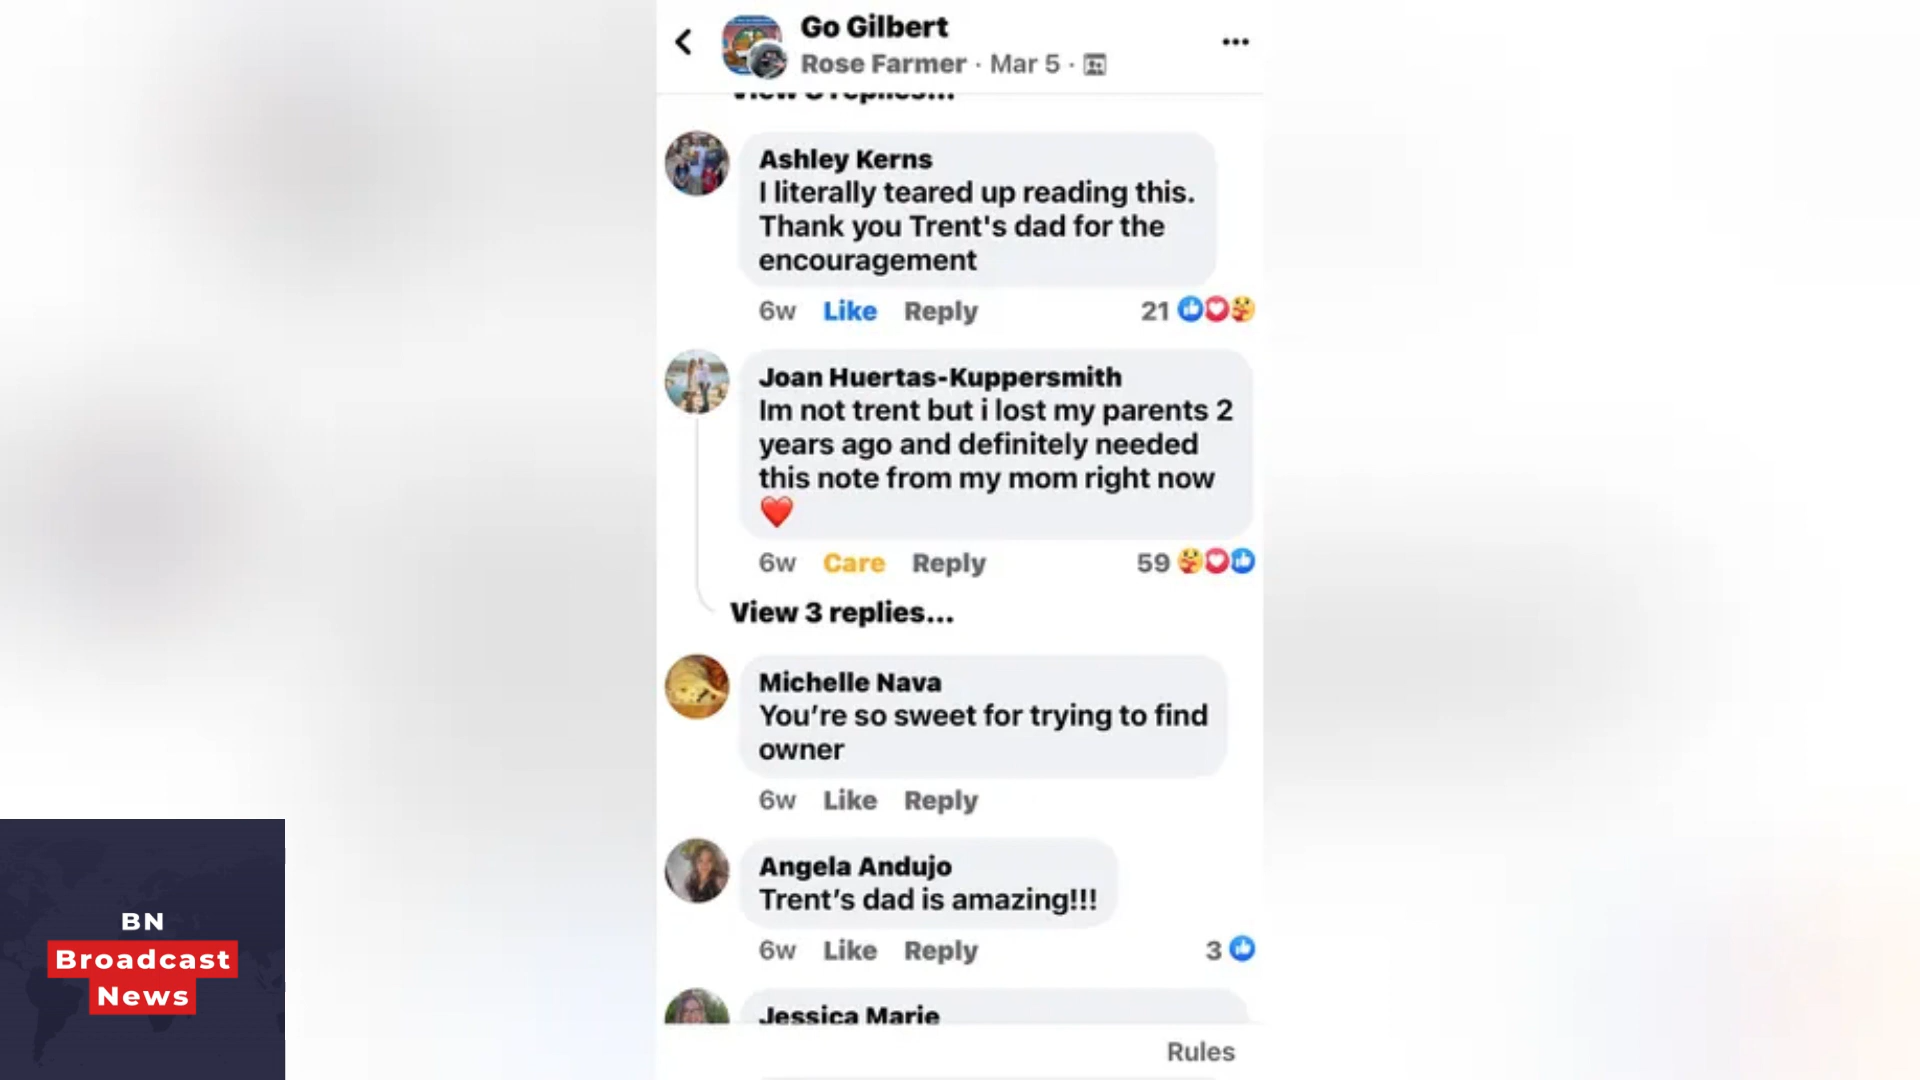 Go Gilbert
Rose Farmer · Mar 5 ·
replies...
Ashley Kerns
I literally teared up reading this.
Thank you Trent's dad for the
encouragement
6w Like Reply 21
Joan Huertas-Kuppersmith
Im not trent but i lost my parents 2
years ago and definitely needed
this note from my mom right now
❤️
6w Care Reply 59
View 3 replies...
Michelle Nava
You're so sweet for trying to find
owner
6w Like Reply
Angela Andujo
Trent's dad is amazing!!!
6w Like Reply 3
Jessica Marie
Rules
BN
Broadcast
News